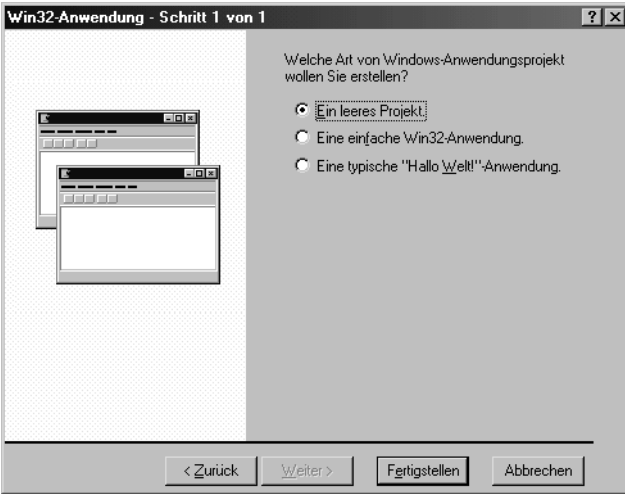 Win32-Anwendung - Schritt 1 von 1
Welche Art von Windows-Anwendungsprojekt
wollen Sie erstellen?
Ein leeres Projekt.
Eine einfache Win32-Anwendung.
Eine typische "Hallo Welt!"-Anwendung.
< Zurück Weiter > Fertigstellen Abbrechen